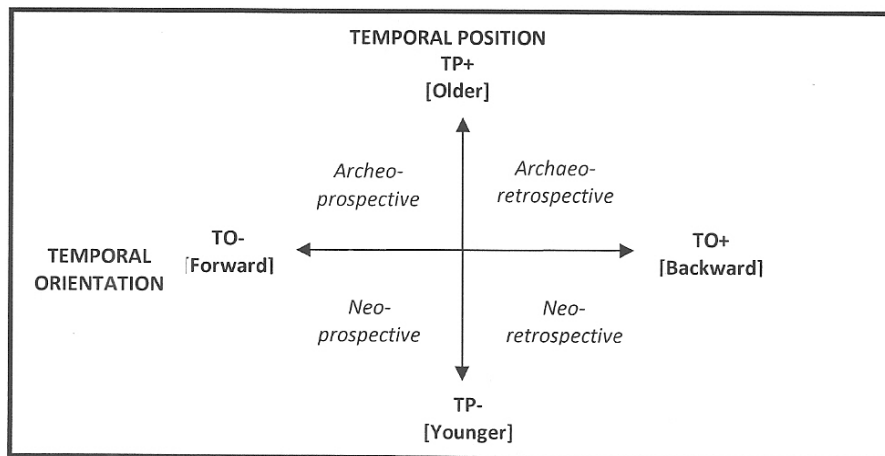 TEMPORAL POSITION
TP+
[Older]
Archeo-
prospective
Archaeo-
retrospective
TO-
[Forward]
TEMPORAL
ORIENTATION
TO+
[Backward]
Neo-
prospective
Neo-
retrospective
TP-
[Younger]